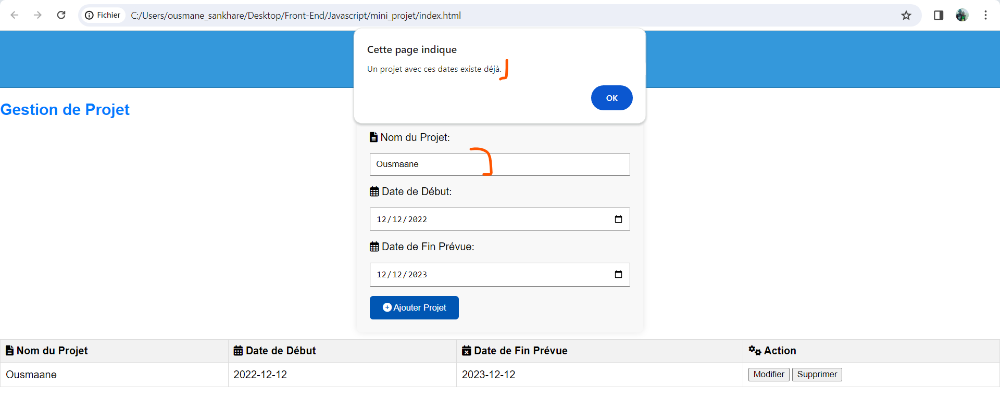 Fichier C:/Users/ousmane_sankhare/Desktop/Front-End/Javascript/mini_projet/index.html
Cette page indique
Un projet avec ces dates existe déjà.
OK
Gestion de Projet
Nom du Projet:
Ousmaane
Date de Début:
12/12/2022
Date de Fin Prévue:
12/12/2023
Ajouter Projet
Nom du Projet Date de Début Date de Fin Prévue Action
Ousmaane 2022-12-12 2023-12-12 Modifier Supprimer